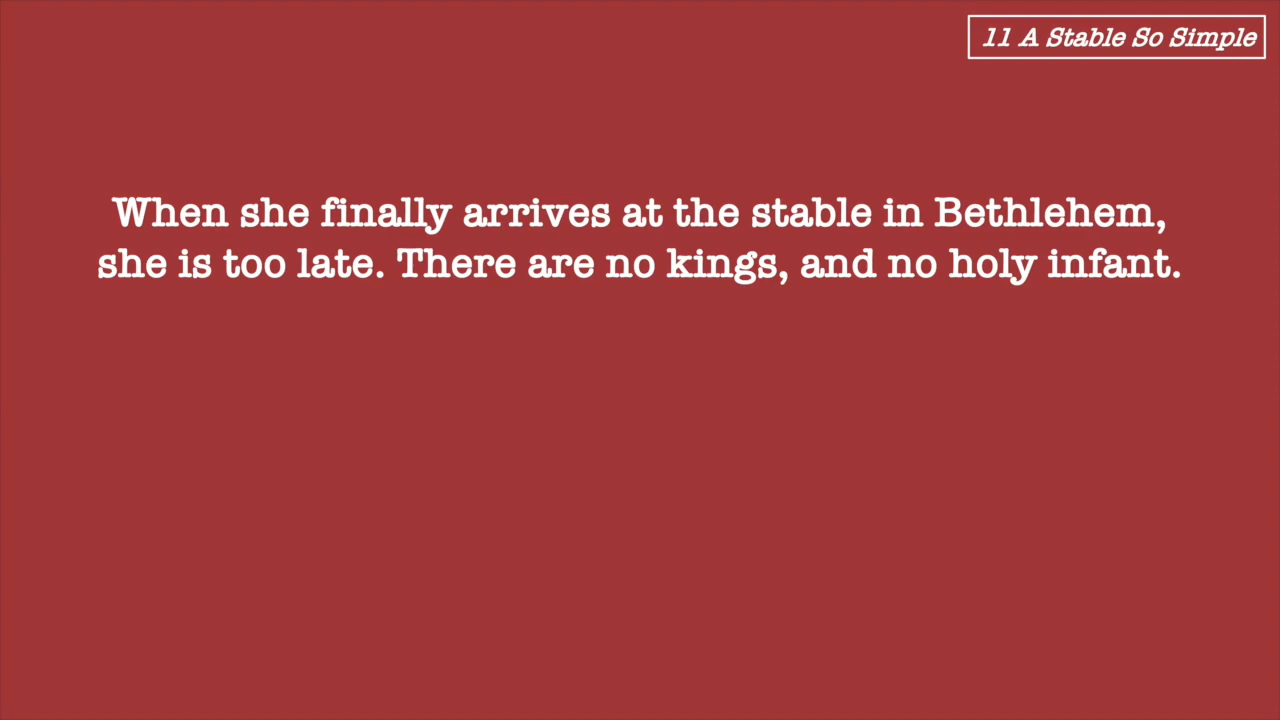 11 A Stable So Simple
When she finally arrives at the stable in Bethlehem,
she is too late. There are no kings, and no holy infant.